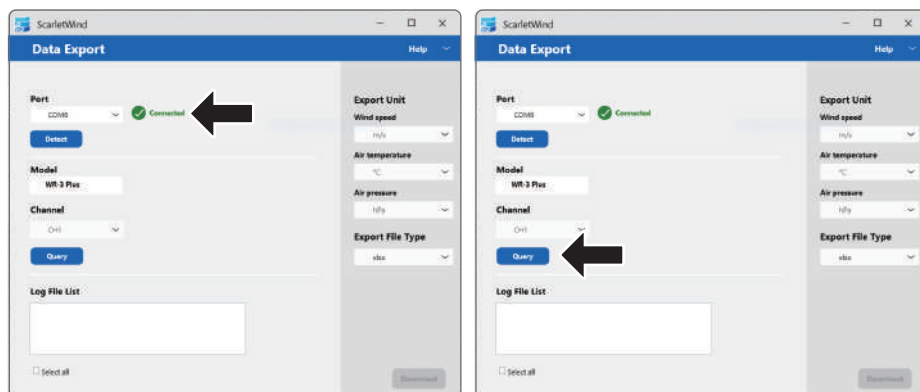 ScarletWind
Data Export
Help
Port
COM6
Connected
Detect
Model
WR-3 Plus
Channel
CH1
Query
Log File List
Select all
Export Unit
Wind speed
m/s
Air temperature
°C
Air pressure
hPa
Export File Type
xlsx
Download
ScarletWind
Data Export
Help
Port
COM6
Connected
Detect
Model
WR-3 Plus
Channel
CH1
Query
Log File List
Select all
Export Unit
Wind speed
m/s
Air temperature
°C
Air pressure
hPa
Export File Type
xlsx
Download